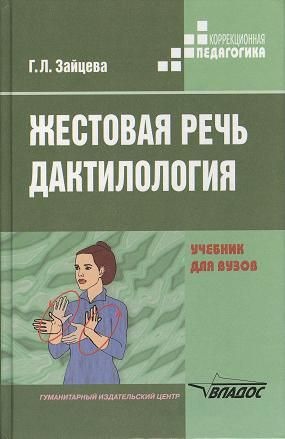 КОРРЕКЦИОННАЯ
ПЕДАГОГИКА
Г. Л. Зайцева
ЖЕСТОВАЯ РЕЧЬ
ДАКТИЛОЛОГИЯ
УЧЕБНИК
ДЛЯ ВУЗОВ
ГУМАНИТАРНЫЙ ИЗДАТЕЛЬСКИЙ ЦЕНТР
ВЛАДОС